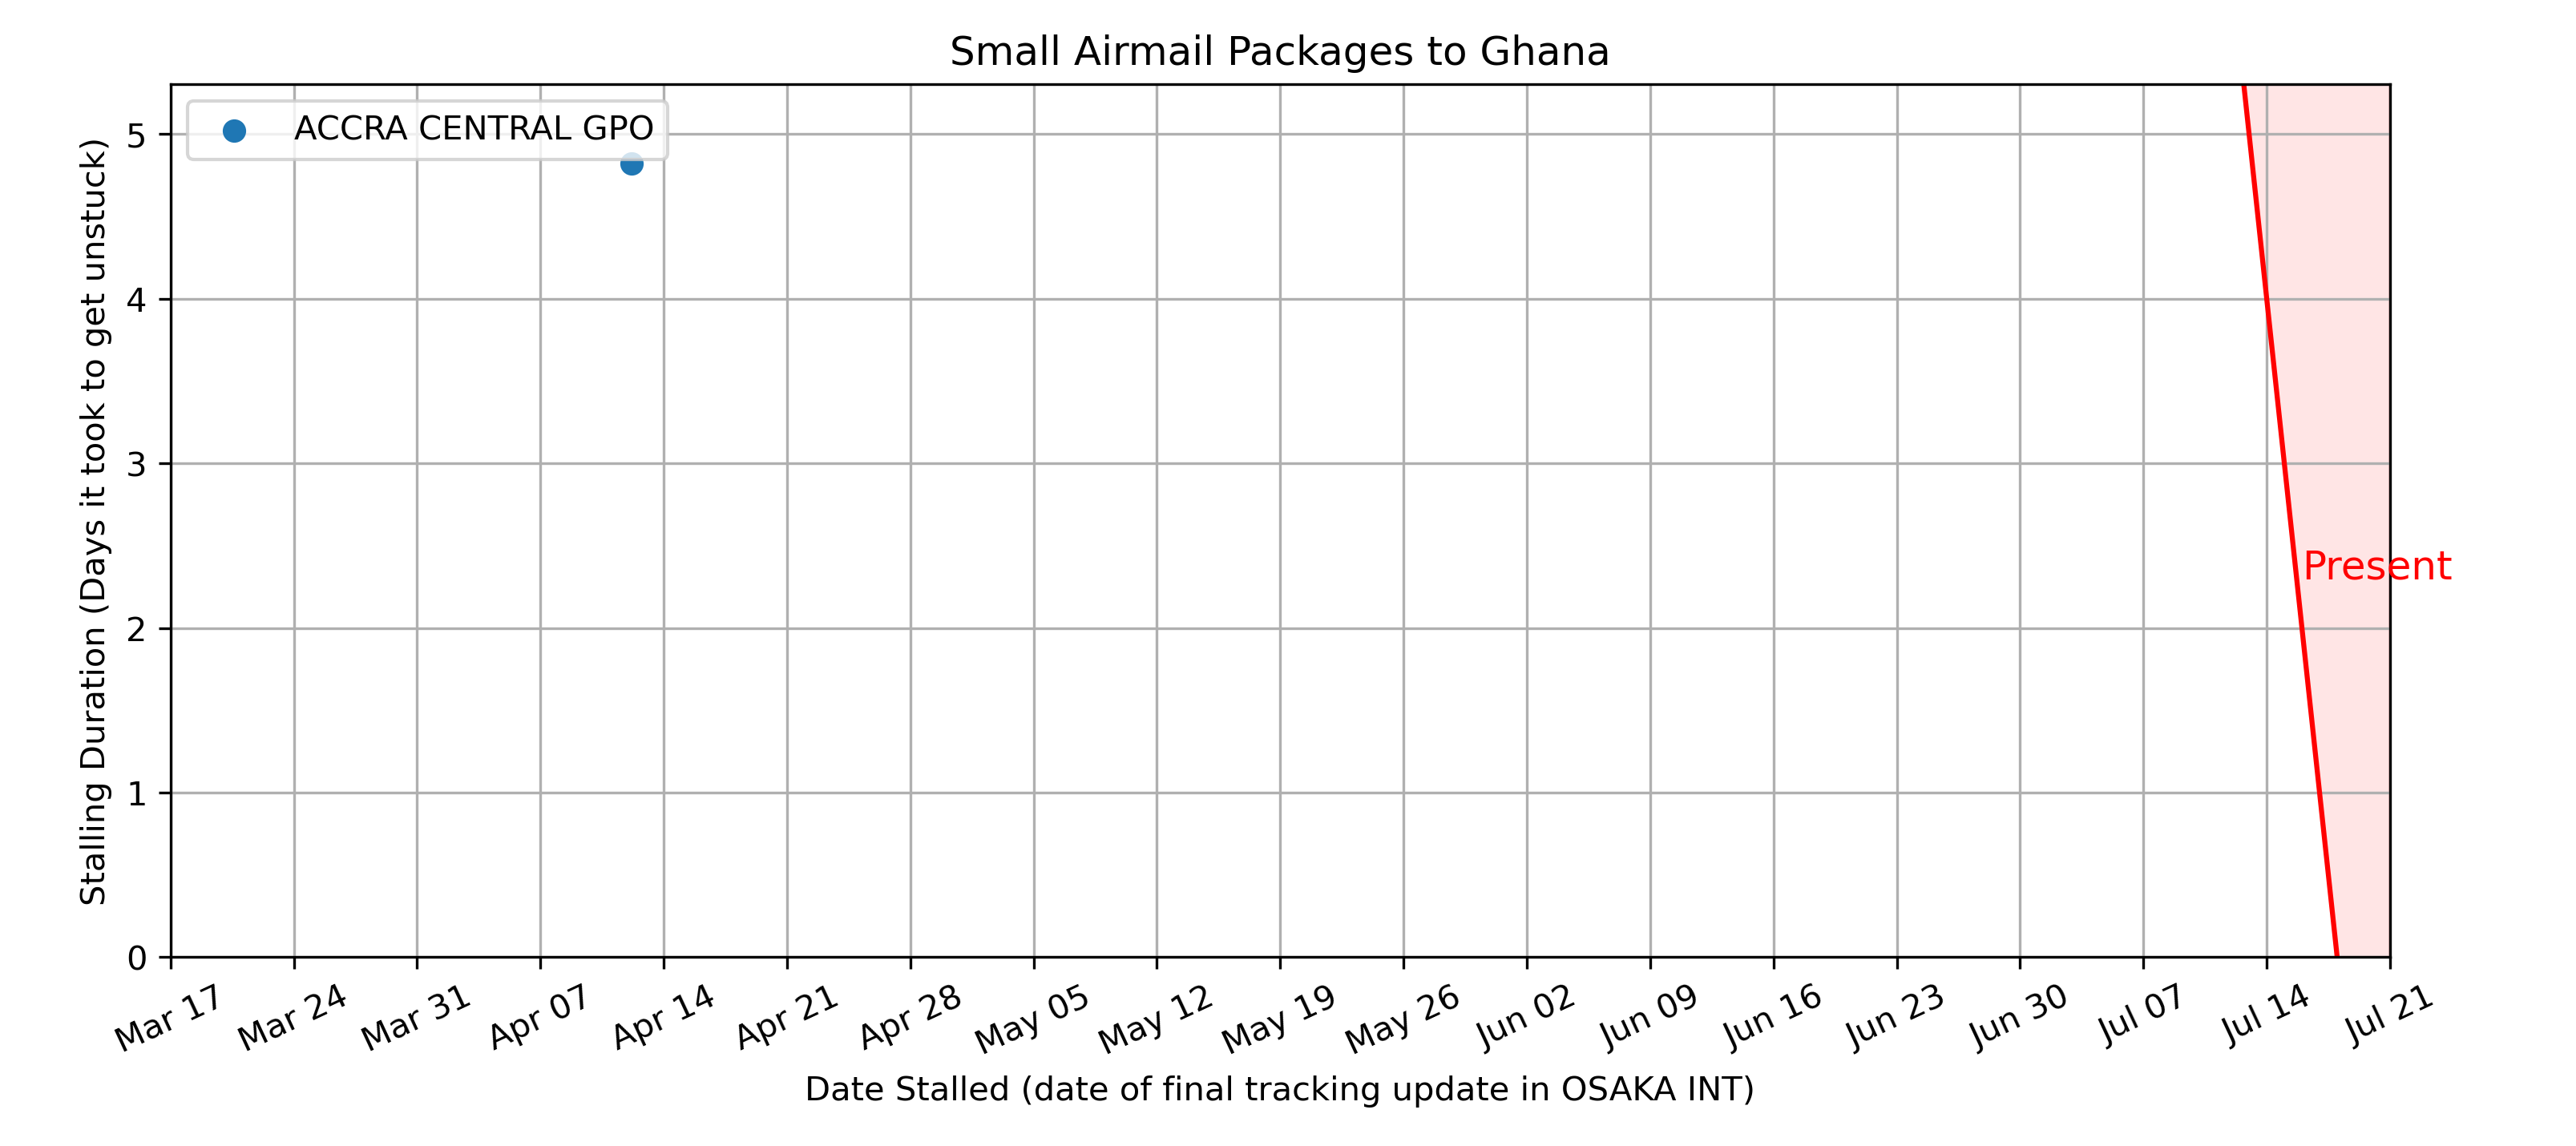 Small Airmail Packages to Ghana
ACCRA CENTRAL GPO
Stalling Duration (Days it took to get unstuck)
5
4
3
2
1
0
Present
Mar 17
Mar 24
Mar 31
Apr 07
Apr 14
Apr 21
Apr 28
May 05
May 12
May 19
May 26
Jun 02
Jun 09
Jun 16
Jun 23
Jun 30
Jul 07
Jul 14
Jul 21
Date Stalled (date of final tracking update in OSAKA INT)